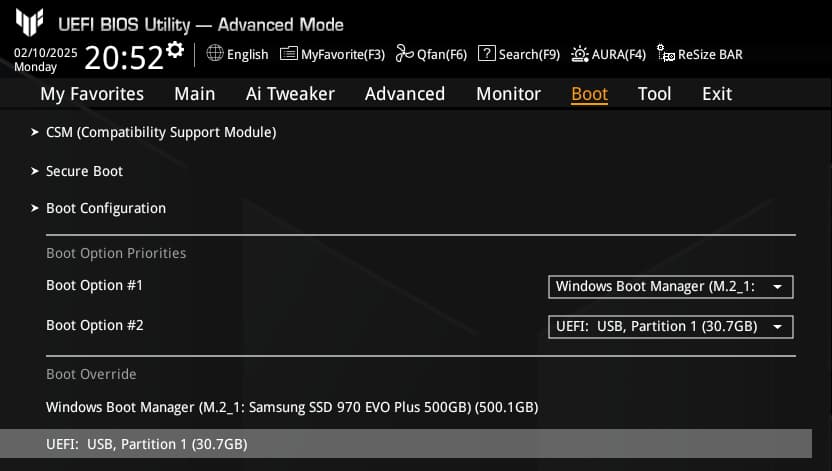 UEFI BIOS Utility — Advanced Mode
02/10/2025
Monday
20:52
English
MyFavorite(F3)
Qfan(F6)
? Search(F9)
AURA(F4)
ReSize BAR
My Favorites Main Ai Tweaker Advanced Monitor Boot Tool Exit
CSM (Compatibility Support Module)
Secure Boot
Boot Configuration
Boot Option Priorities
Boot Option #1 Windows Boot Manager (M.2_1:
Boot Option #2 UEFI:  USB, Partition 1 (30.7GB)
Boot Override
Windows Boot Manager (M.2_1: Samsung SSD 970 EVO Plus 500GB) (500.1GB)
UEFI:  USB, Partition 1 (30.7GB)